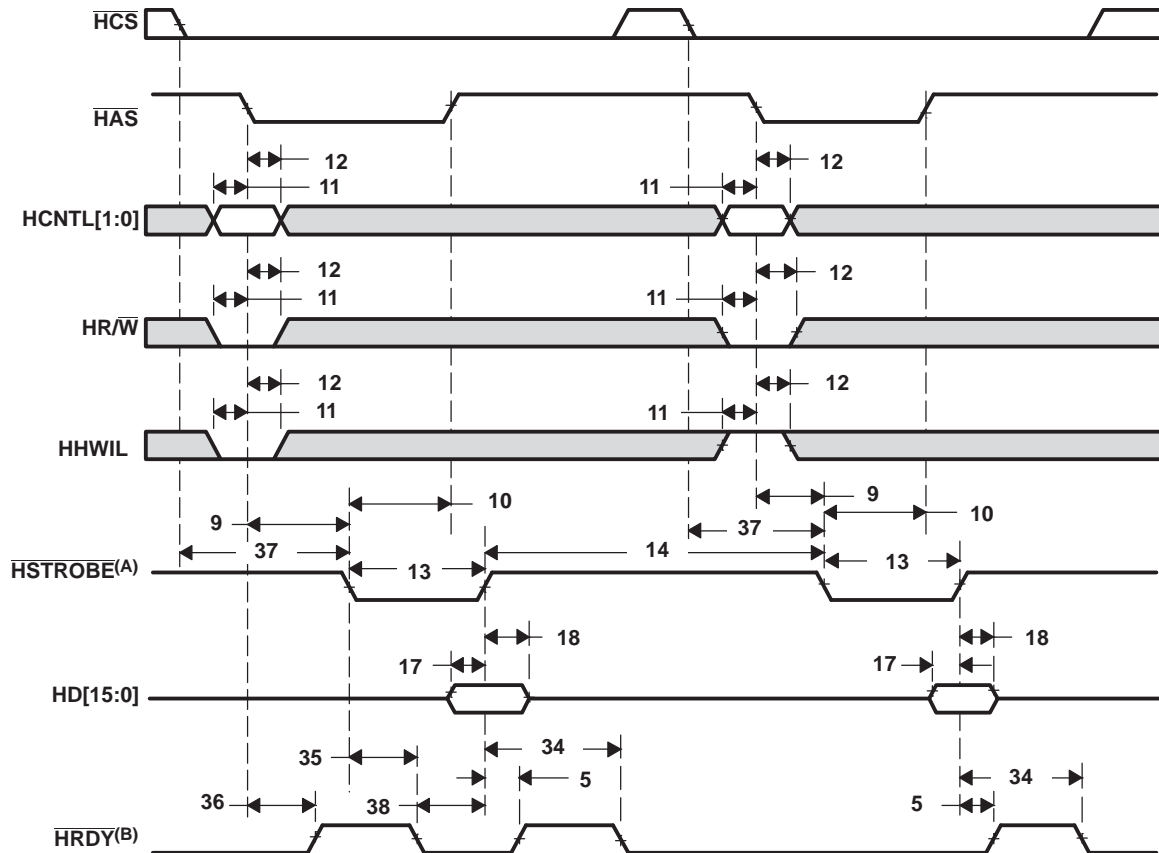 HCS
HAS
12 12
11 11
HCNTL[1:0]
12 12
11 11
HR/W
12 12
11 11
HHWIL
10 9
9 10
37 37
14
13 13
HSTROBE(A)
18 18
17 17
HD[15:0]
34 34
35
5
36 38 5
HRDY(B)